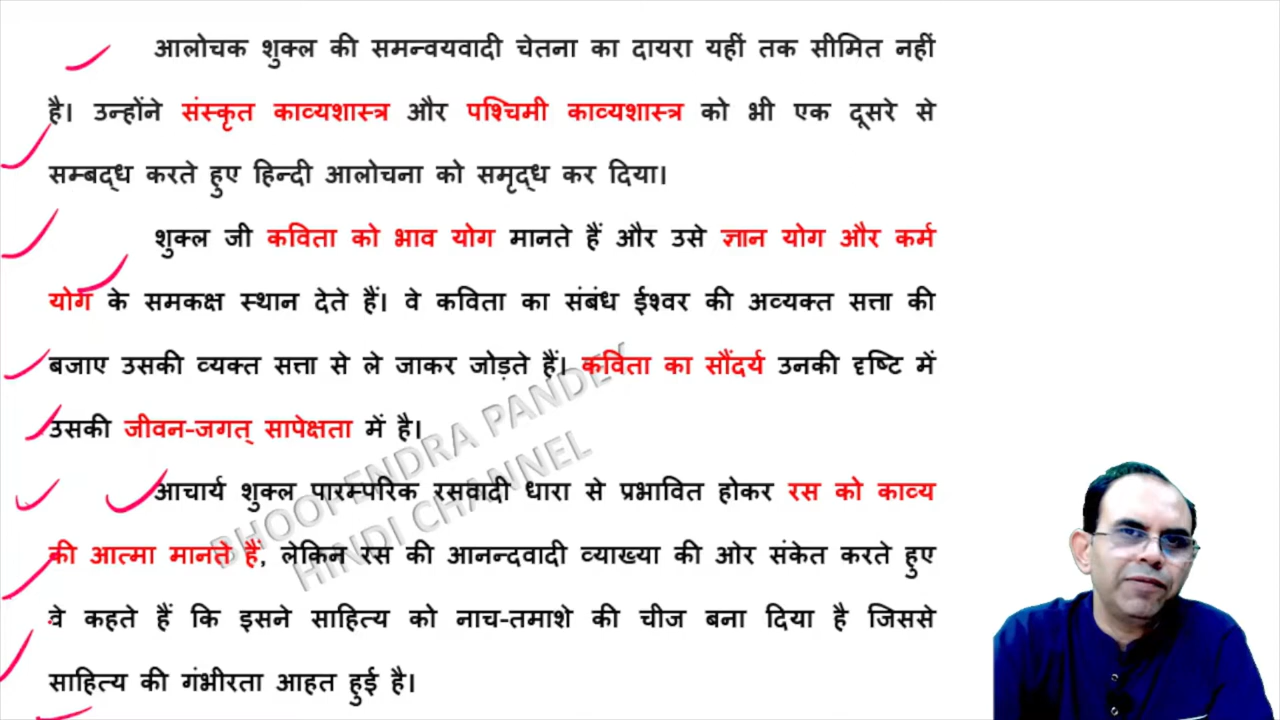 आलोचक शुक्ल की समन्वयवादी चेतना का दायरा यहीं तक सीमित नहीं
है। उन्होंने संस्कृत काव्यशास्त्र और पश्चिमी काव्यशास्त्र को भी एक दूसरे से
सम्बद्ध करते हुए हिन्दी आलोचना को समृद्ध कर दिया।
शुक्ल जी कविता को भाव योग मानते हैं और उसे ज्ञान योग और कर्म
योग के समकक्ष स्थान देते हैं। वे कविता का संबंध ईश्वर की अव्यक्त सत्ता की
बजाए उसकी व्यक्त सत्ता से ले जाकर जोड़ते हैं। कविता का सौंदर्य उनकी दृष्टि में
उसकी जीवन-जगत् सापेक्षता में है।
आचार्य शुक्ल पारम्परिक रसवादी धारा से प्रभावित होकर रस को काव्य
की आत्मा मानते हैं, लेकिन रस की आनन्दवादी व्याख्या की ओर संकेत करते हुए
वे कहते हैं कि इसने साहित्य को नाच-तमाशे की चीज बना दिया है जिससे
साहित्य की गंभीरता आहत हुई है।
BHOOPENDRA PANDEY
HINDI CHANNEL